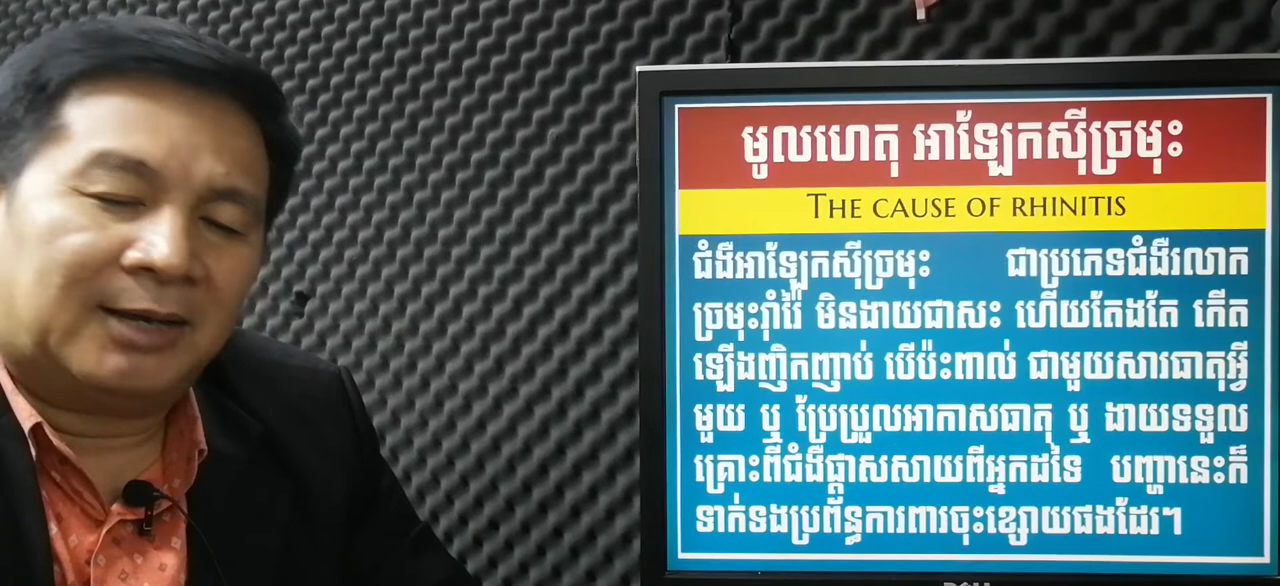 មូលហេតុ អាឡែកស៊ីច្រមុះ
THE CAUSE OF RHINITIS
ជំងឺអាឡែកស៊ីច្រមុះ ជាប្រភេទជំងឺរលាក
ច្រមុះរ៉ាំរ៉ៃ មិនងាយជាសះ ហើយតែងតែ កើត
ឡើងញឹកញាប់ បើប៉ះពាល់ ជាមួយសារធាតុអ្វី
មួយ ឬ ប្រែប្រួលអាកាសធាតុ ឬ ងាយទទួល
គ្រោះពីជំងឺផ្តាសសាយពីអ្នកដទៃ បញ្ហានេះក៏
ទាក់ទងប្រព័ន្ធការពារចុះខ្សោយផងដែរ។